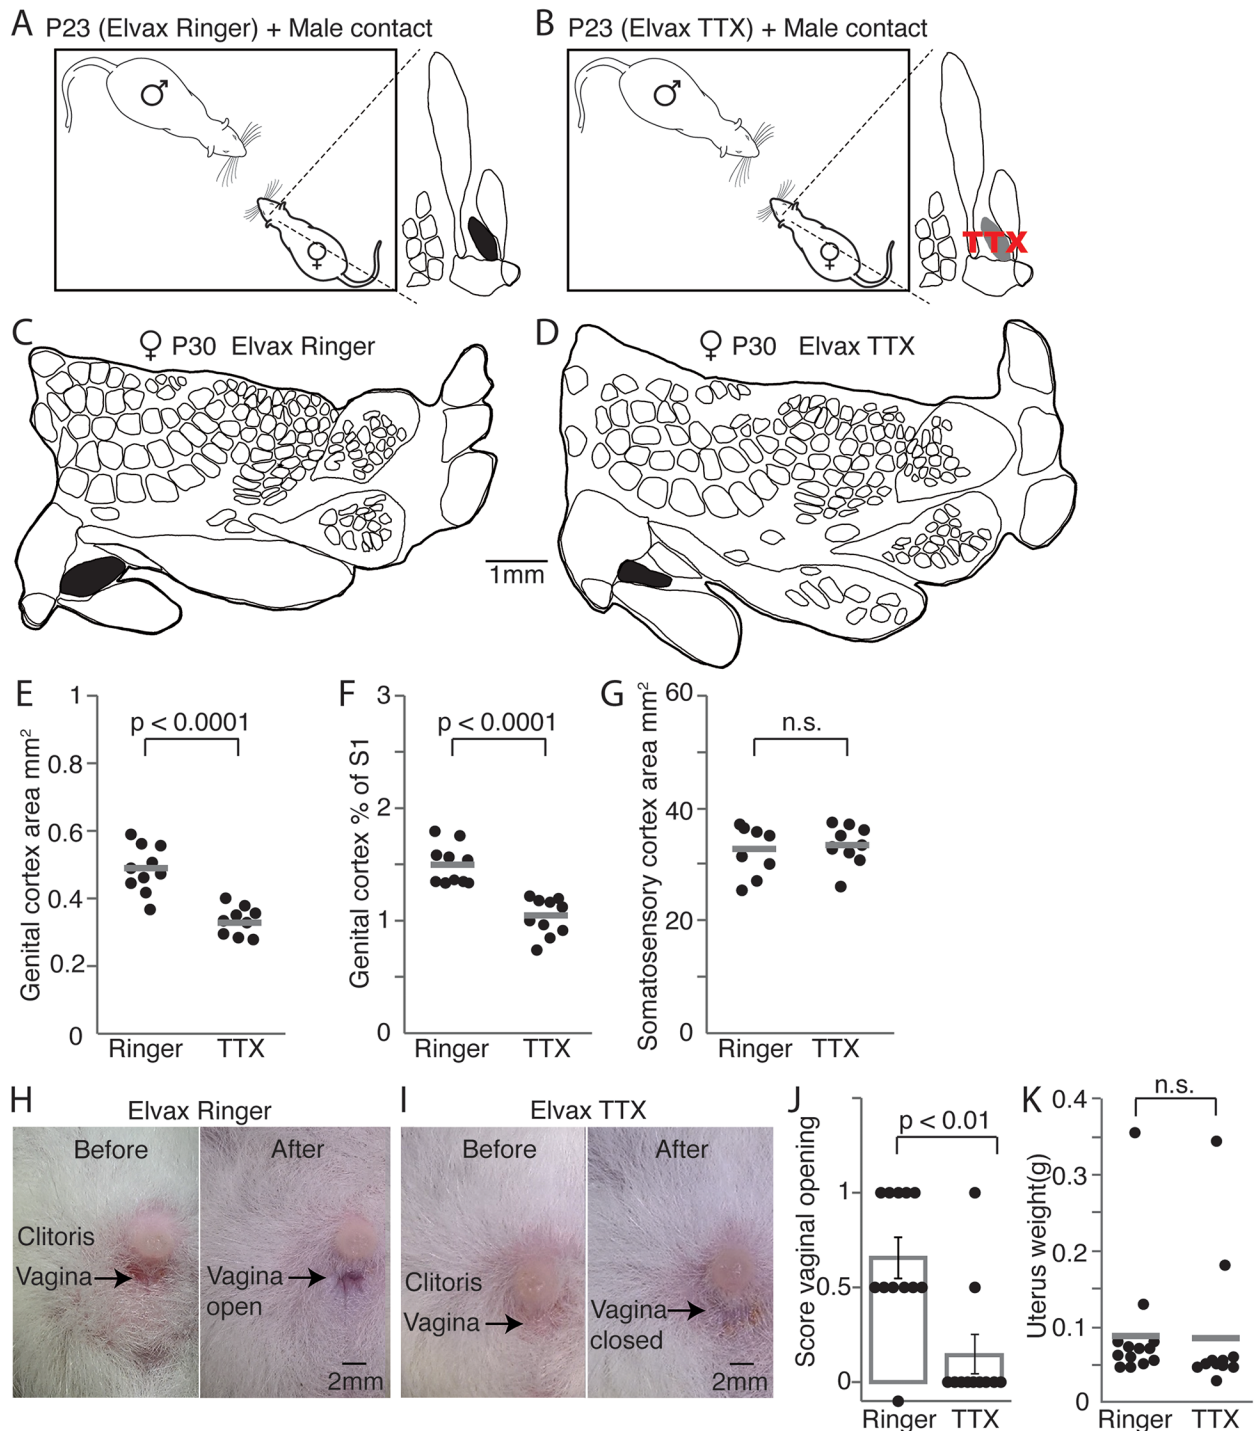 A P23 (Elvax Ringer) + Male contact
♂
♀
B P23 (Elvax TTX) + Male contact
♂
♀
TTX
C ♀ P30 Elvax Ringer
1mm
D ♀ P30 Elvax TTX
E
Genital cortex area mm²
1
0.8
0.6
0.4
0.2
0
p < 0.0001
Ringer TTX
F
Genital cortex % of S1
3
2
1
0
p < 0.0001
Ringer TTX
G
Somatosensory cortex area mm²
60
40
20
0
n.s.
Ringer TTX
H Elvax Ringer
Before
Clitoris
Vagina
After
Vagina
open
2mm
I Elvax TTX
Before
Clitoris
Vagina
After
Vagina
closed
2mm
J
Score vaginal opening
1
0.5
0
p < 0.01
Ringer TTX
K
Uterus weight(g)
0.4
0.3
0.2
0.1
0
n.s.
Ringer TTX